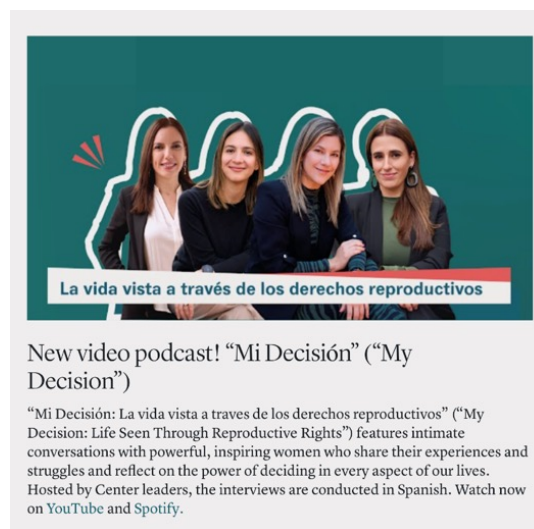 La vida vista a través de los derechos reproductivos
New video podcast! “Mi Decisión” (“My
Decision”)
“Mi Decisión: La vida vista a traves de los derechos reproductivos” (“My
Decision: Life Seen Through Reproductive Rights”) features intimate
conversations with powerful, inspiring women who share their experiences and
struggles and reflect on the power of deciding in every aspect of our lives.
Hosted by Center leaders, the interviews are conducted in Spanish. Watch now
on YouTube and Spotify.